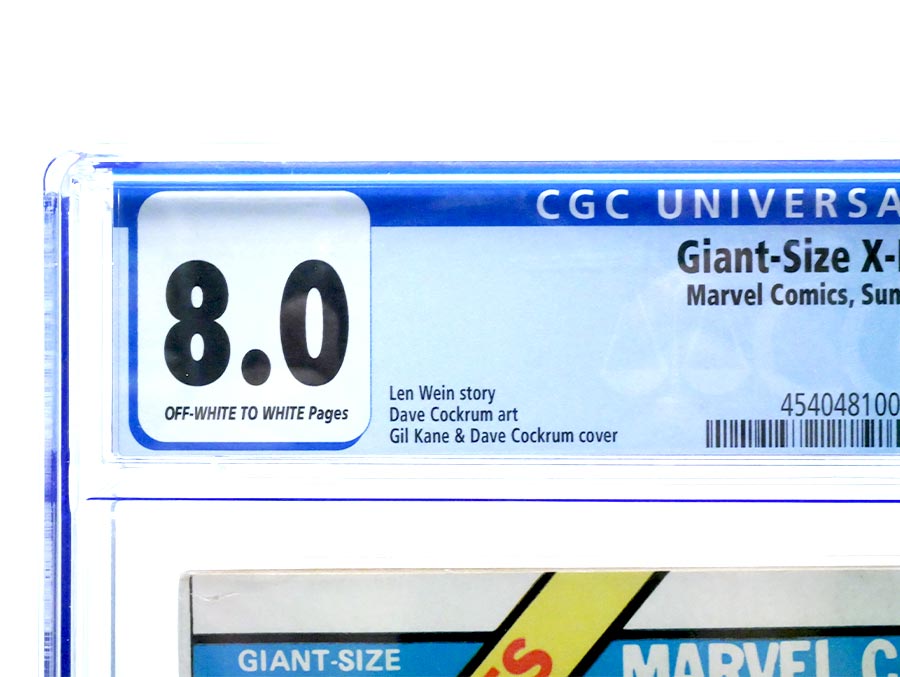 CGC UNIVERSA
Giant-Size X-
Marvel Comics, Sum
8.0
OFF-WHITE TO WHITE Pages
Len Wein story
Dave Cockrum art
Gil Kane & Dave Cockrum cover
454048100
GIANT-SIZE
MARVEL C